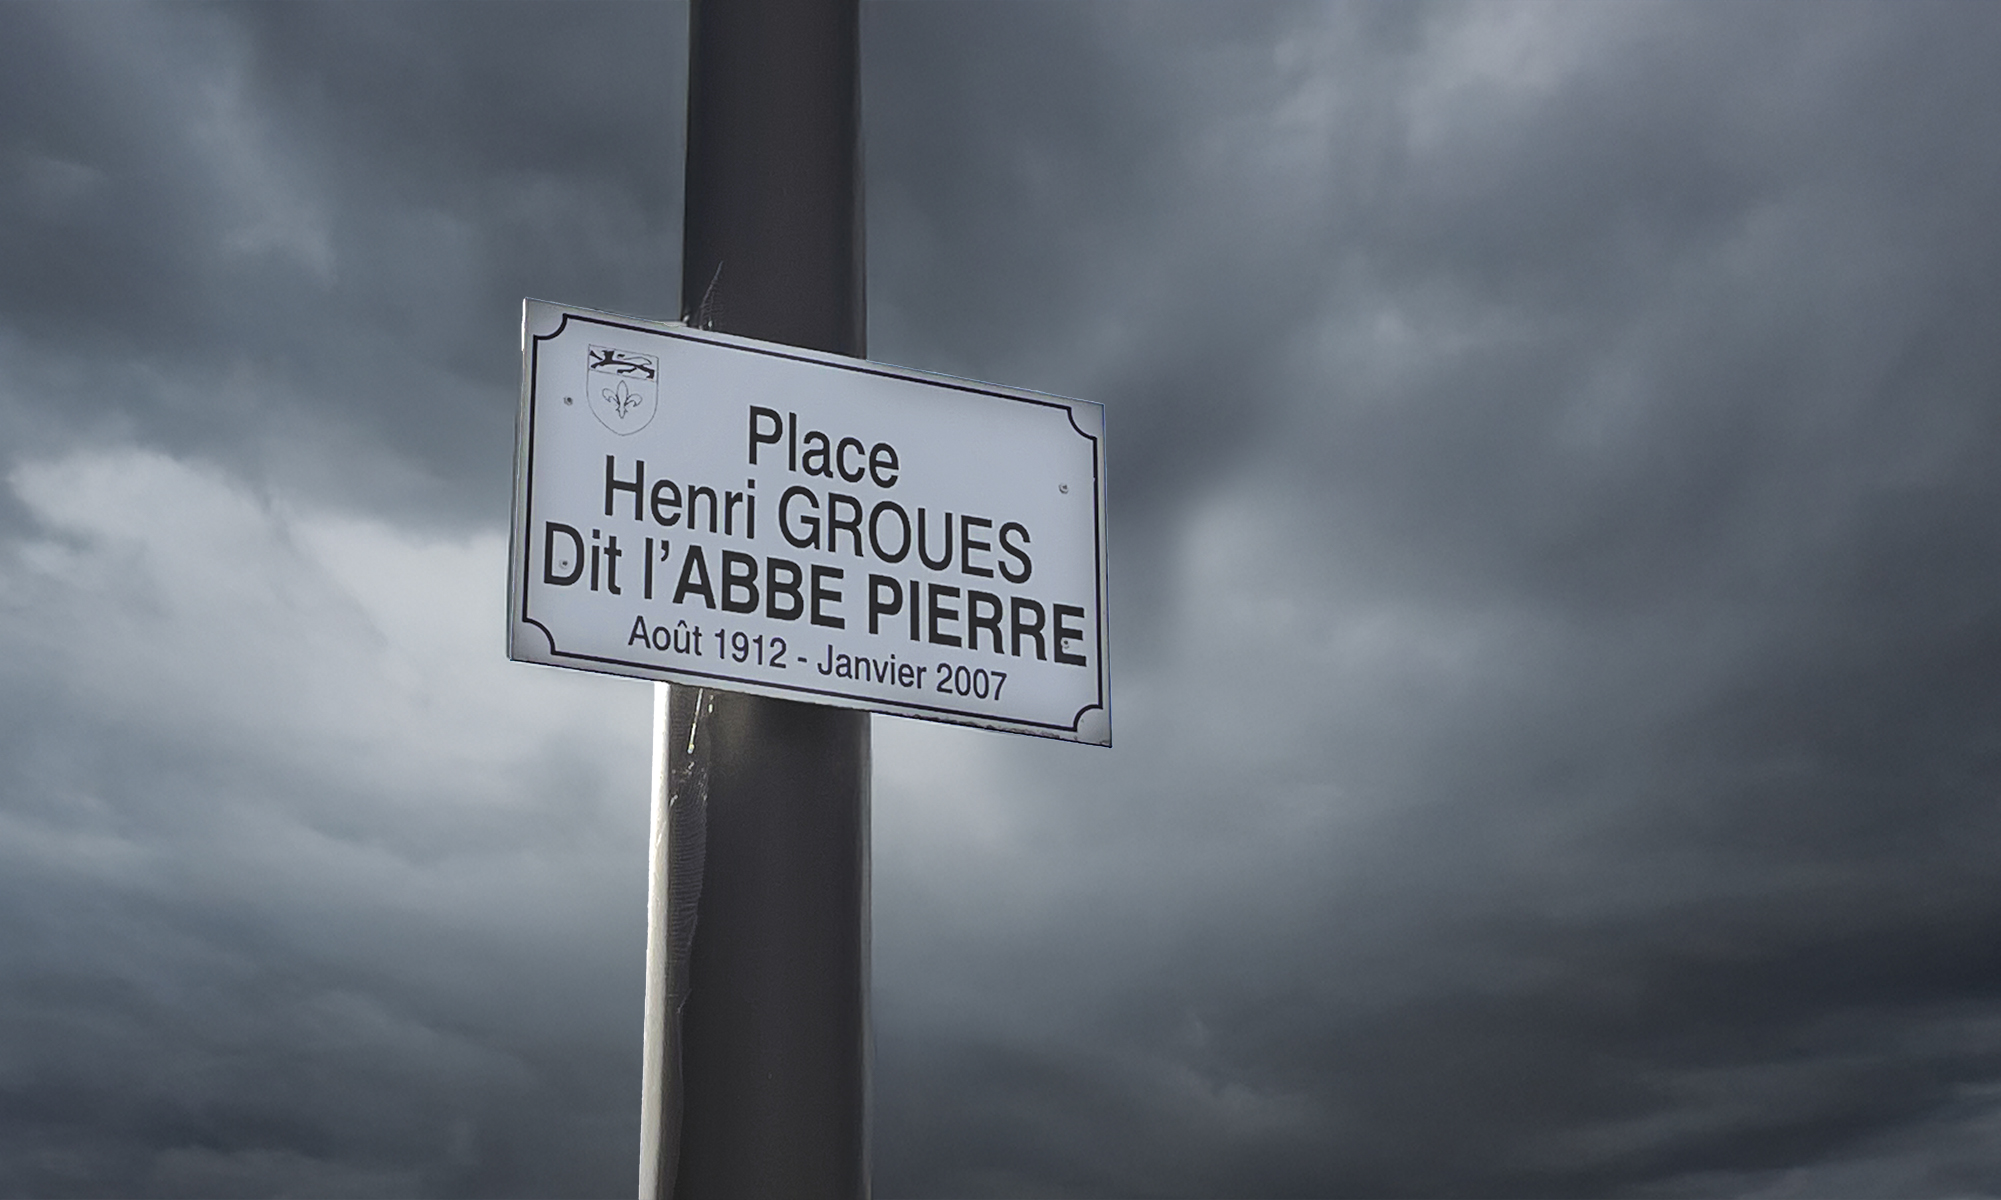 Place
Henri GROUES
Dit l'ABBE PIERRE
Août 1912 - Janvier 2007